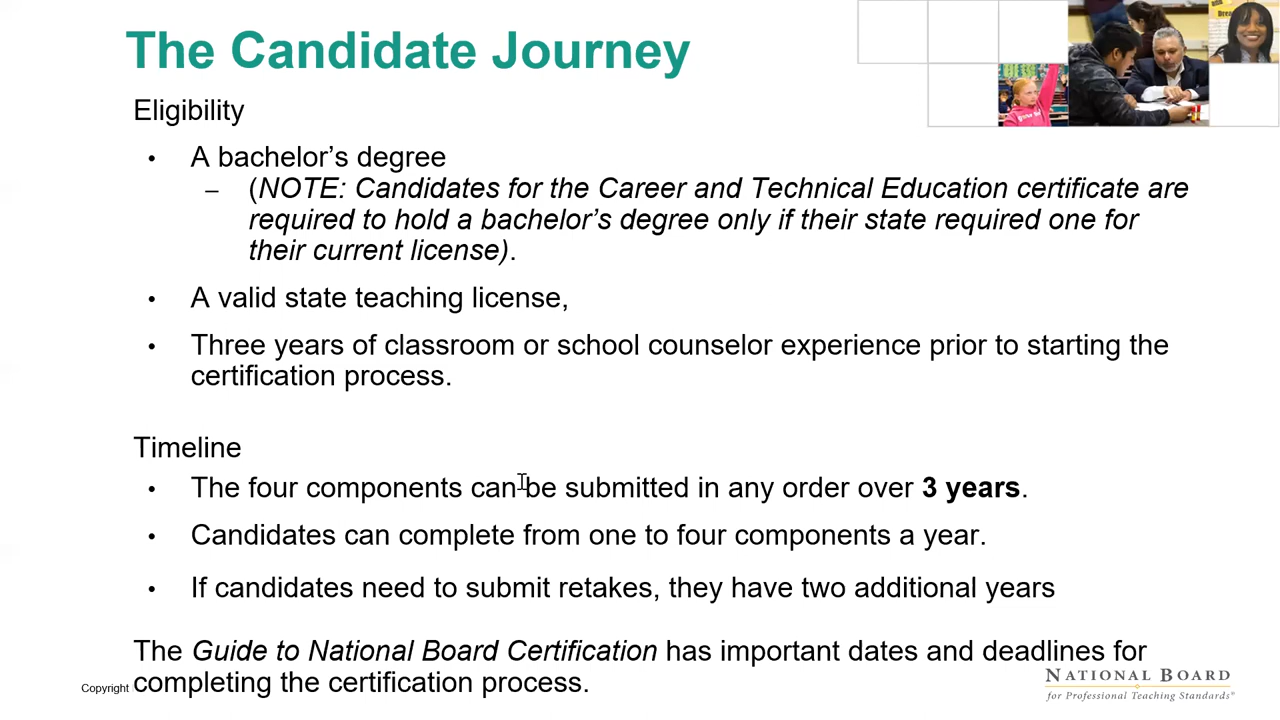 The Candidate Journey
Eligibility
• A bachelor’s degree
– (NOTE: Candidates for the Career and Technical Education certificate are
required to hold a bachelor’s degree only if their state required one for
their current license).
• A valid state teaching license,
• Three years of classroom or school counselor experience prior to starting the
certification process.
Timeline
• The four components can be submitted in any order over 3 years.
• Candidates can complete from one to four components a year.
• If candidates need to submit retakes, they have two additional years
The Guide to National Board Certification has important dates and deadlines for
completing the certification process.
Copyright
NATIONAL BOARD
for Professional Teaching Standards®